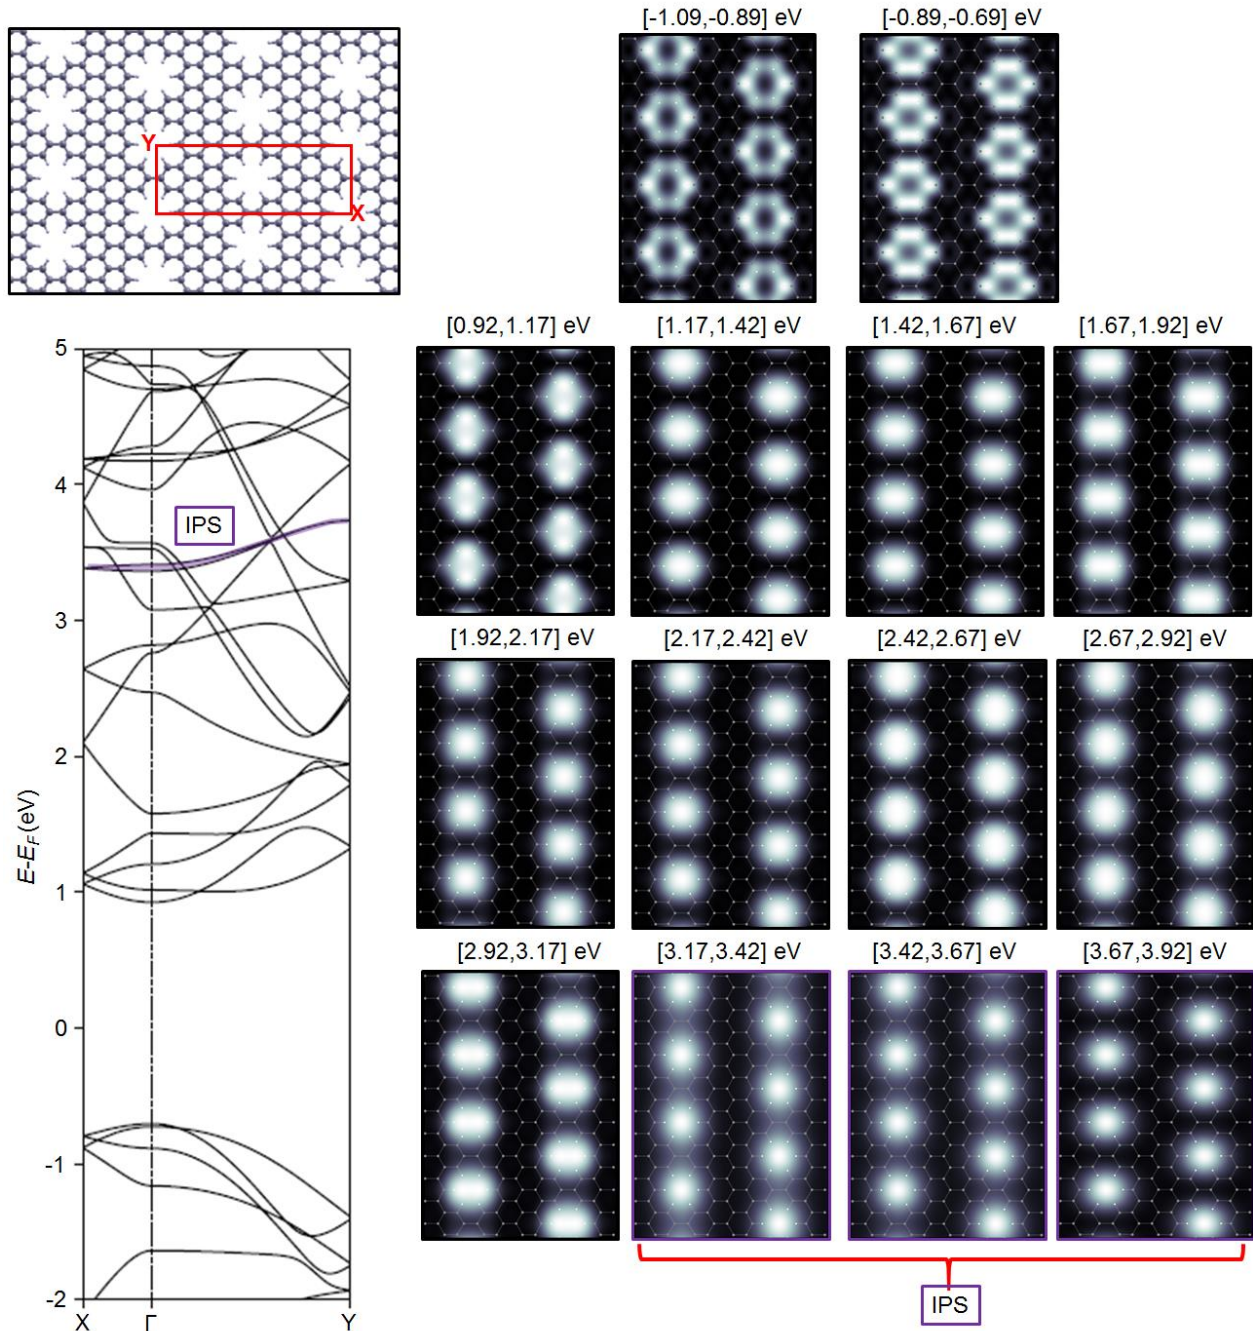 [-1.09,-0.89] eV
[-0.89,-0.69] eV
Y
X
[0.92,1.17] eV
[1.17,1.42] eV
[1.42,1.67] eV
[1.67,1.92] eV
[1.92,2.17] eV
[2.17,2.42] eV
[2.42,2.67] eV
[2.67,2.92] eV
[2.92,3.17] eV
[3.17,3.42] eV
[3.42,3.67] eV
[3.67,3.92] eV
IPS
E-E_F(eV)
5
4
3
2
1
0
-1
-2
IPS
X
Γ
Y